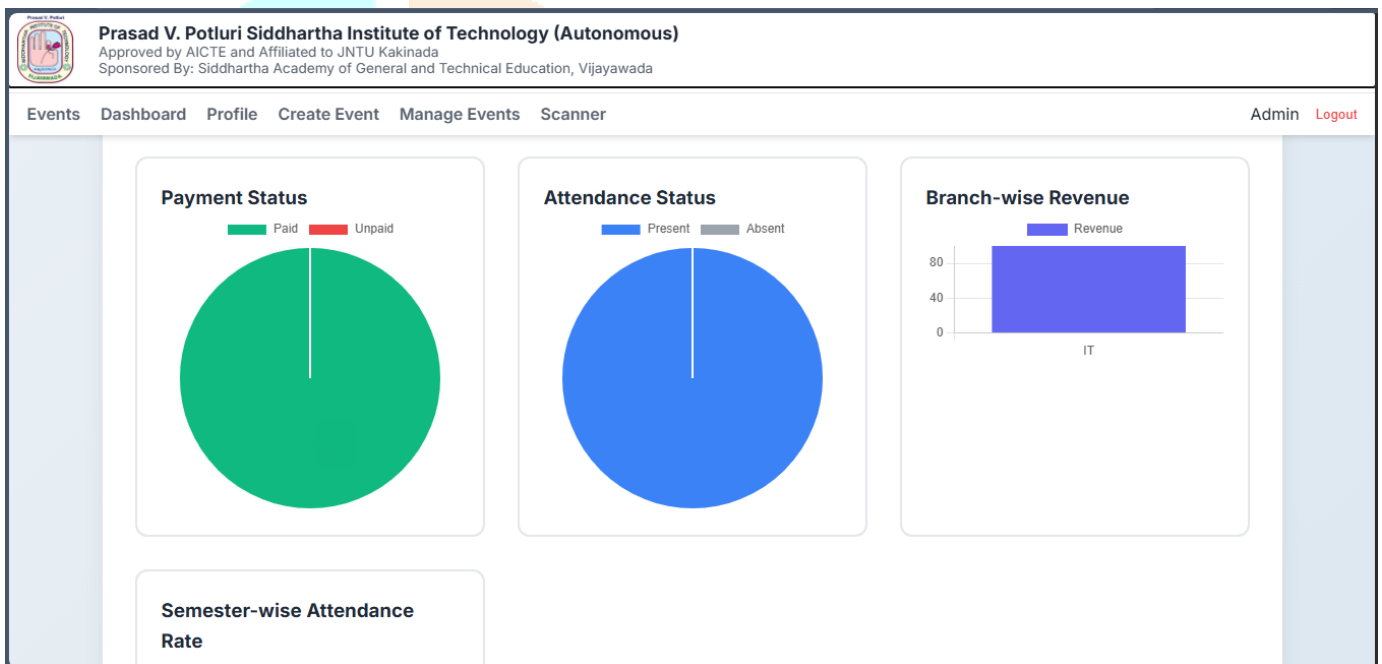 Prasad V. Potluri
Prasad V. Potluri Siddhartha Institute of Technology (Autonomous)
Approved by AICTE and Affiliated to JNTU Kakinada
Sponsored By: Siddhartha Academy of General and Technical Education, Vijayawada
Events Dashboard Profile Create Event Manage Events Scanner Admin Logout
Payment Status
Paid Unpaid
Attendance Status
Present Absent
Branch-wise Revenue
Revenue
80
40
0
IT
Semester-wise Attendance
Rate